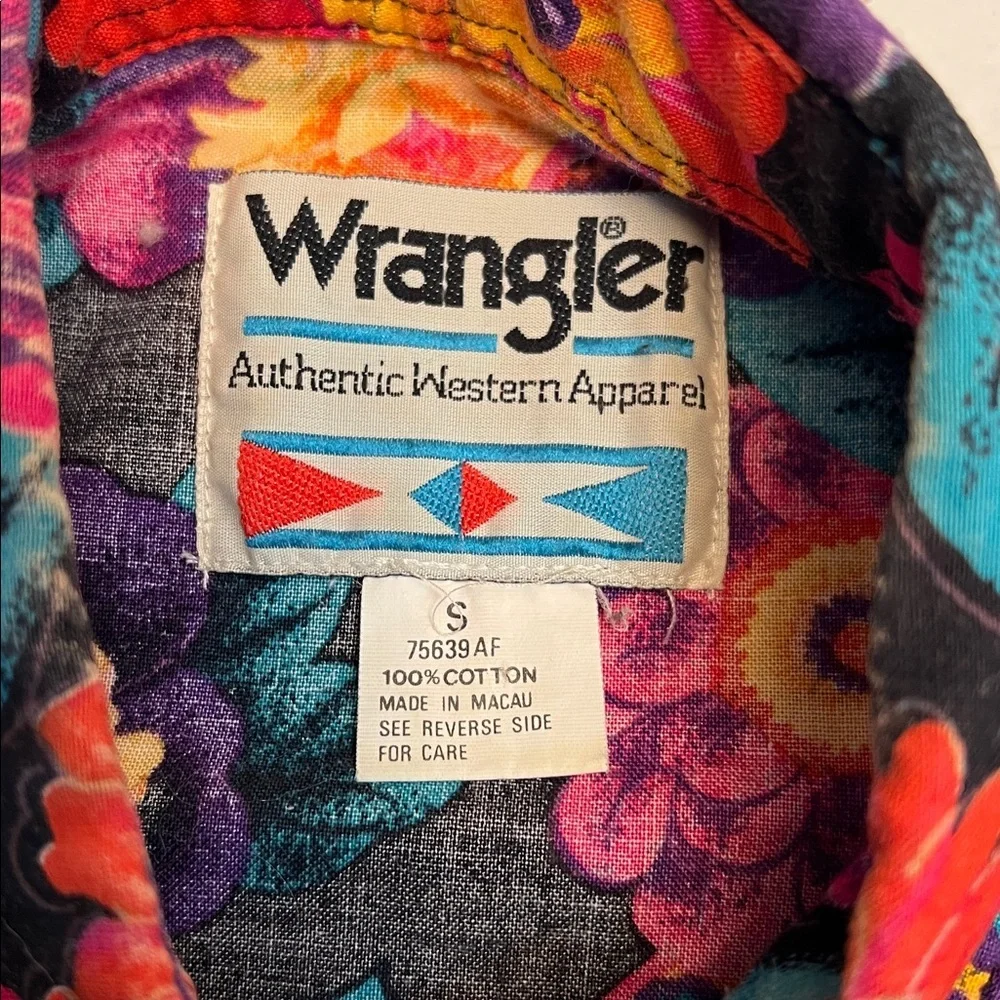 Wrangler®
Authentic Western Apparel
S
75639AF
100% COTTON
MADE IN MACAU
SEE REVERSE SIDE
FOR CARE